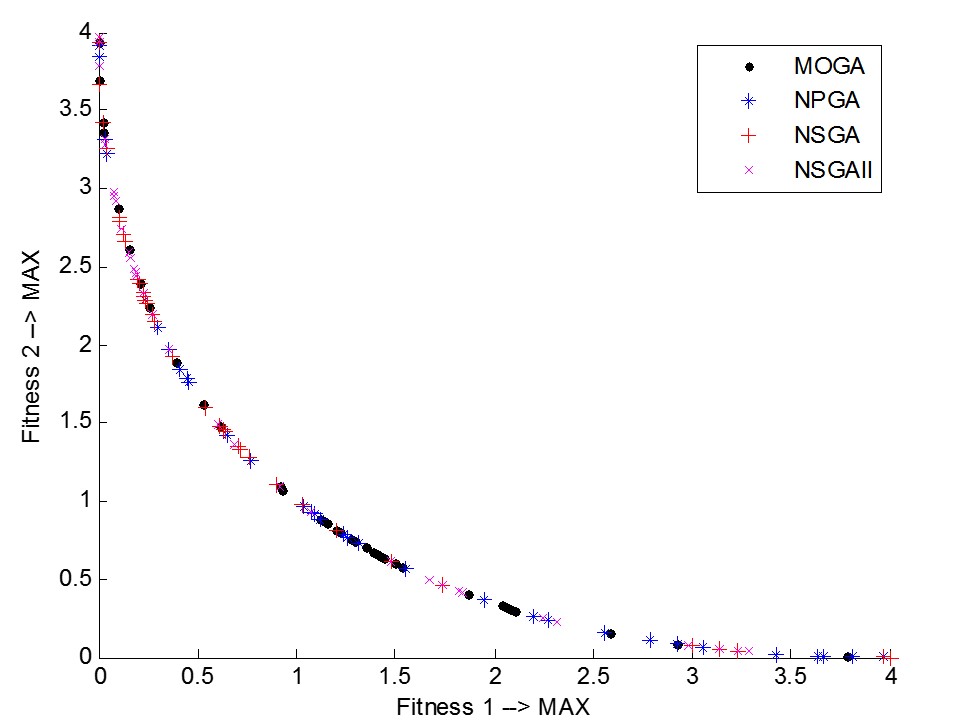 4
3.5
3
2.5
2
1.5
1
0.5
0
Fitness 2 --> MAX
0 0.5 1 1.5 2 2.5 3 3.5 4
Fitness 1 --> MAX
MOGA
NPGA
NSGA
NSGAII